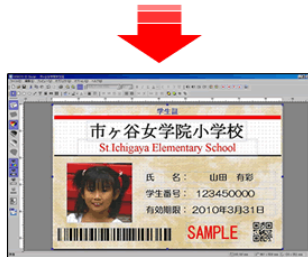 学生証
市ヶ谷女学院小学校
St.Ichigaya Elementary School
氏　名： 山田　有彩
学生番号： 123450000
有効期限： 2010年3月31日
SAMPLE